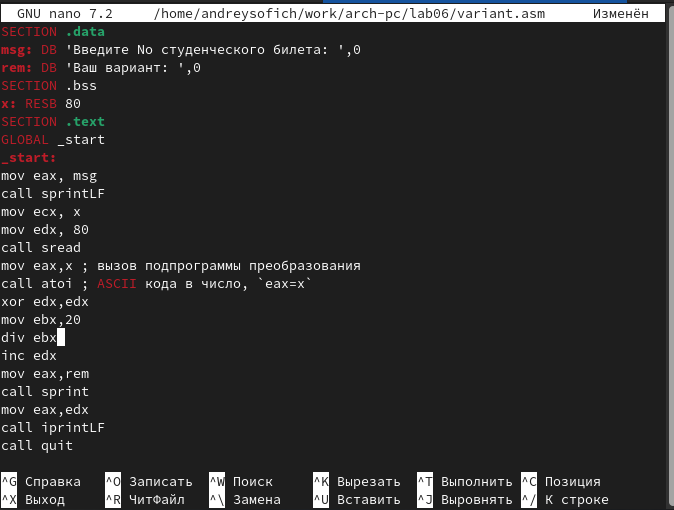 GNU nano 7.2 /home/andreysofich/work/arch-pc/lab06/variant.asm Изменён
SECTION .data
msg: DB 'Введите No студенческого билета: ',0
rem: DB 'Ваш вариант: ',0
SECTION .bss
x: RESB 80
SECTION .text
GLOBAL _start
_start:
mov eax, msg
call sprintLF
mov ecx, x
mov edx, 80
call sread
mov eax,x ; вызов подпрограммы преобразования
call atoi ; ASCII кода в число, `eax=x`
xor edx,edx
mov ebx,20
div ebx
inc edx
mov eax,rem
call sprint
mov eax,edx
call iprintLF
call quit
^G Справка ^O Записать ^W Поиск ^K Вырезать ^T Выполнить ^C Позиция
^X Выход ^R ЧитФайл ^\ Замена ^U Вставить ^J Выровнять ^/ К строке